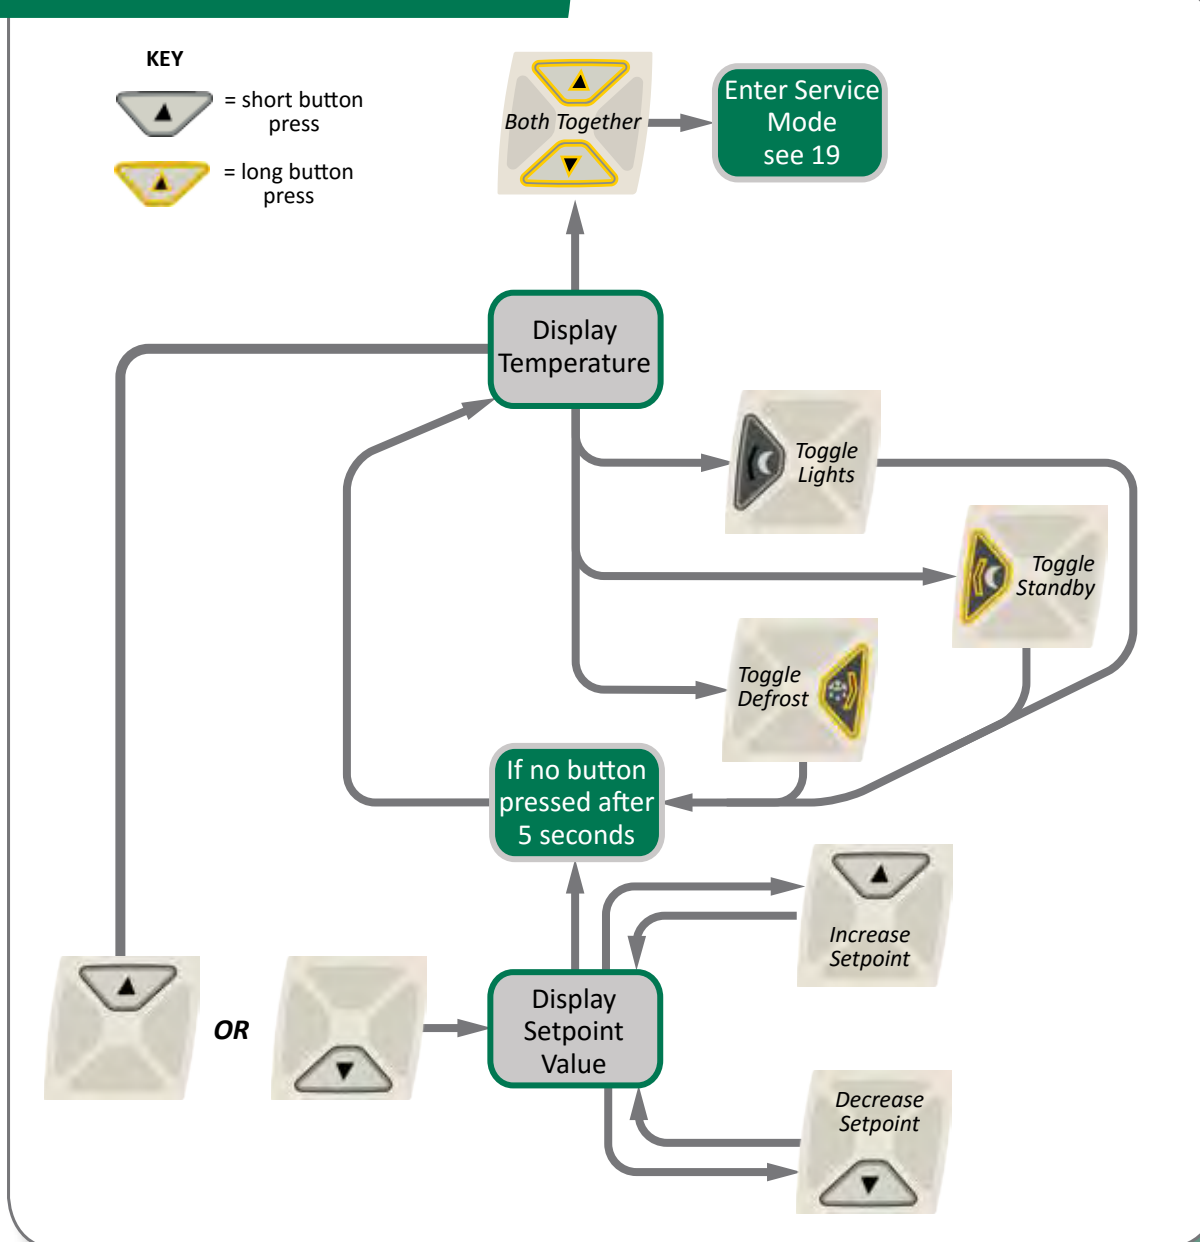 KEY
= short button
press
= long button
press
Both Together
Enter Service
Mode
see 19
Display
Temperature
Toggle
Lights
Toggle
Standby
Toggle
Defrost
If no button
pressed after
5 seconds
Increase
Setpoint
OR
Display
Setpoint
Value
Decrease
Setpoint